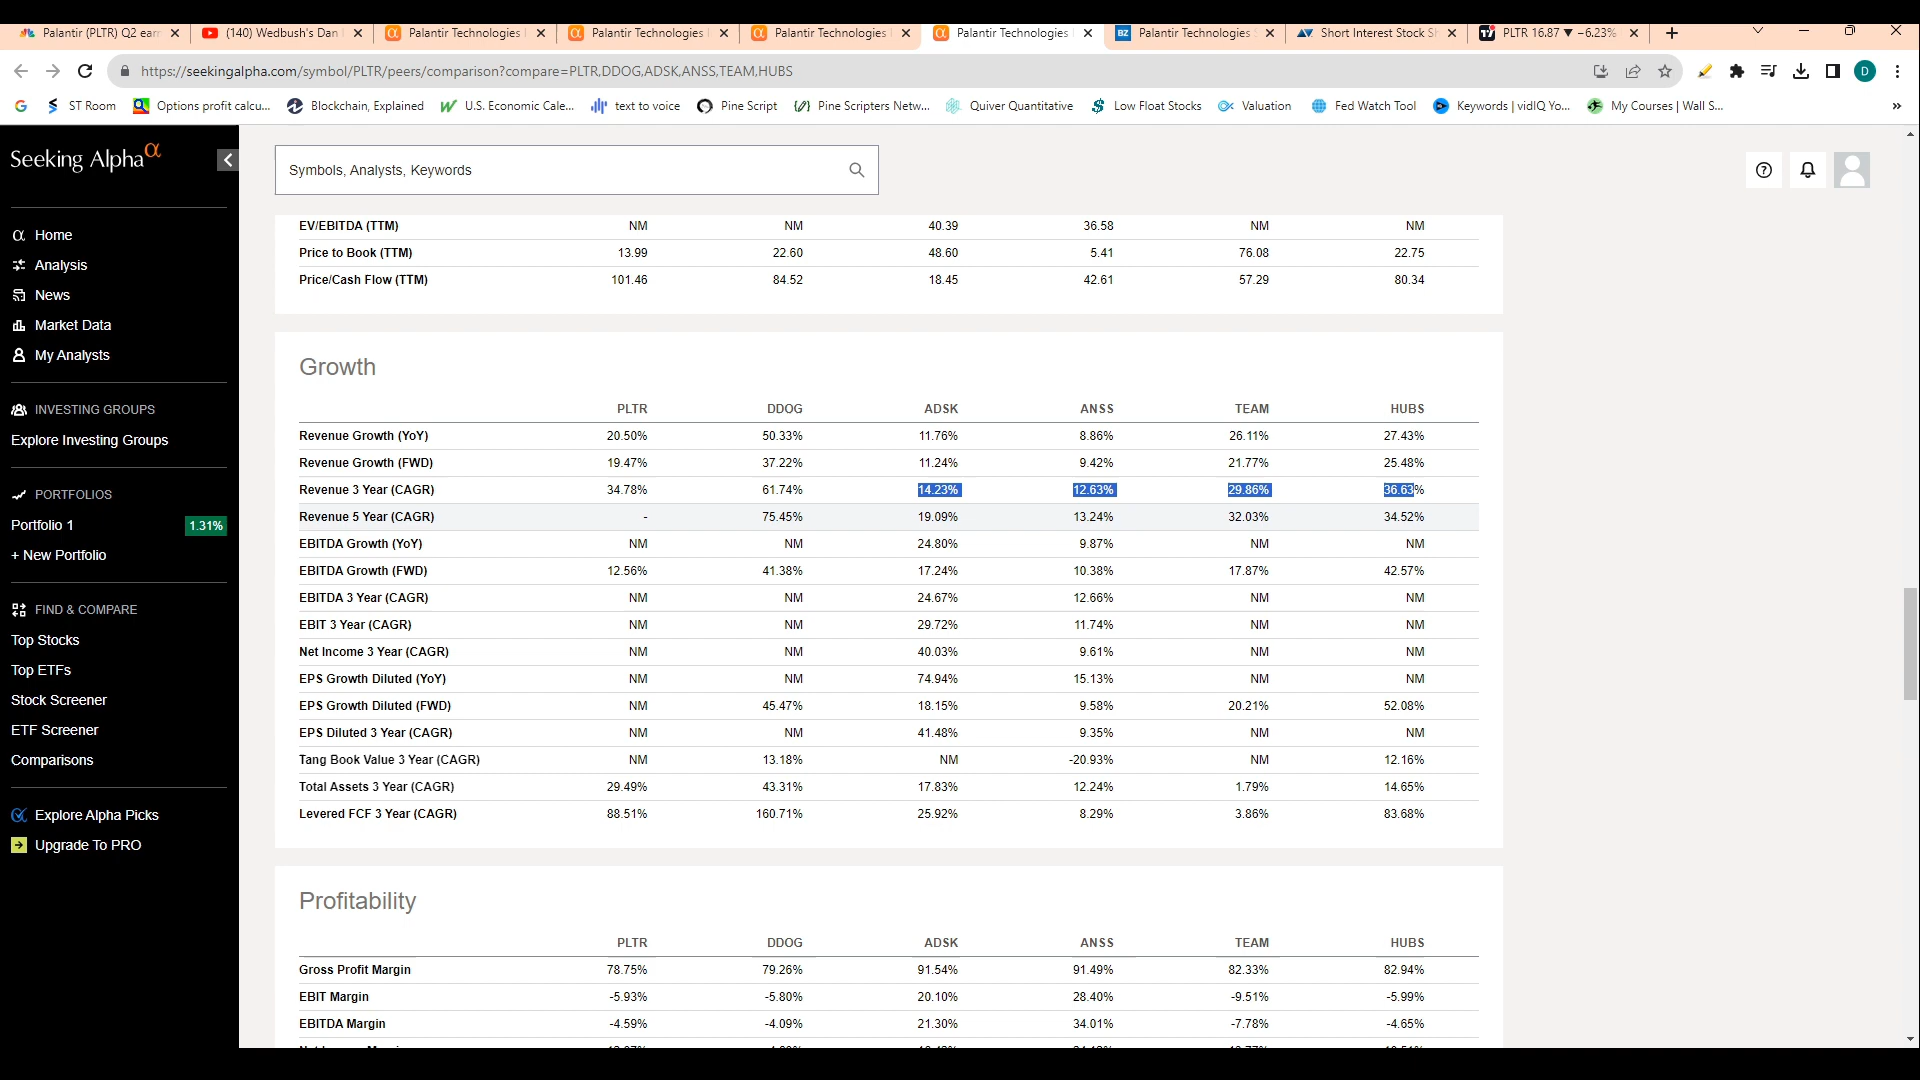 Palantir (PLTR) Q2 ear
(140) Wedbush's Dan
Palantir Technologies
Palantir Technologies
Palantir Technologies
Palantir Technologies
BZ Palantir Technologies S
Short Interest Stock Sh
PLTR 16.87 ▼ −6.23%
https://seekingalpha.com/symbol/PLTR/peers/comparison?compare=PLTR,DDOG,ADSK,ANSS,TEAM,HUBS
D
ST Room
Options profit calcu...
Blockchain, Explained
U.S. Economic Cale...
text to voice
Pine Script
Pine Scripters Netw...
Quiver Quantitative
Low Float Stocks
Valuation
Fed Watch Tool
Keywords | vidIQ Yo...
My Courses | Wall S...
»
Seeking Alpha α
Symbols, Analysts, Keywords
Home
Analysis
News
Market Data
My Analysts
INVESTING GROUPS
Explore Investing Groups
PORTFOLIOS
Portfolio 1 1.31%
+ New Portfolio
FIND & COMPARE
Top Stocks
Top ETFs
Stock Screener
ETF Screener
Comparisons
Explore Alpha Picks
Upgrade To PRO
EV/EBITDA (TTM) NM NM 40.39 36.58 NM NM
Price to Book (TTM) 13.99 22.60 48.60 5.41 76.08 22.75
Price/Cash Flow (TTM) 101.46 84.52 18.45 42.61 57.29 80.34
Growth
PLTR DDOG ADSK ANSS TEAM HUBS
Revenue Growth (YoY) 20.50% 50.33% 11.76% 8.86% 26.11% 27.43%
Revenue Growth (FWD) 19.47% 37.22% 11.24% 9.42% 21.77% 25.48%
Revenue 3 Year (CAGR) 34.78% 61.74% 14.23% 12.63% 29.86% 36.63%
Revenue 5 Year (CAGR) - 75.45% 19.09% 13.24% 32.03% 34.52%
EBITDA Growth (YoY) NM NM 24.80% 9.87% NM NM
EBITDA Growth (FWD) 12.56% 41.38% 17.24% 10.38% 17.87% 42.57%
EBITDA 3 Year (CAGR) NM NM 24.67% 12.66% NM NM
EBIT 3 Year (CAGR) NM NM 29.72% 11.74% NM NM
Net Income 3 Year (CAGR) NM NM 40.03% 9.61% NM NM
EPS Growth Diluted (YoY) NM NM 74.94% 15.13% NM NM
EPS Growth Diluted (FWD) NM 45.47% 18.15% 9.58% 20.21% 52.08%
EPS Diluted 3 Year (CAGR) NM NM 41.48% 9.35% NM NM
Tang Book Value 3 Year (CAGR) NM 13.18% NM -20.93% NM 12.16%
Total Assets 3 Year (CAGR) 29.49% 43.31% 17.83% 12.24% 1.79% 14.65%
Levered FCF 3 Year (CAGR) 88.51% 160.71% 25.92% 8.29% 3.86% 83.68%
Profitability
PLTR DDOG ADSK ANSS TEAM HUBS
Gross Profit Margin 78.75% 79.26% 91.54% 91.49% 82.33% 82.94%
EBIT Margin -5.93% -5.80% 20.10% 28.40% -9.51% -5.99%
EBITDA Margin -4.59% -4.09% 21.30% 34.01% -7.78% -4.65%